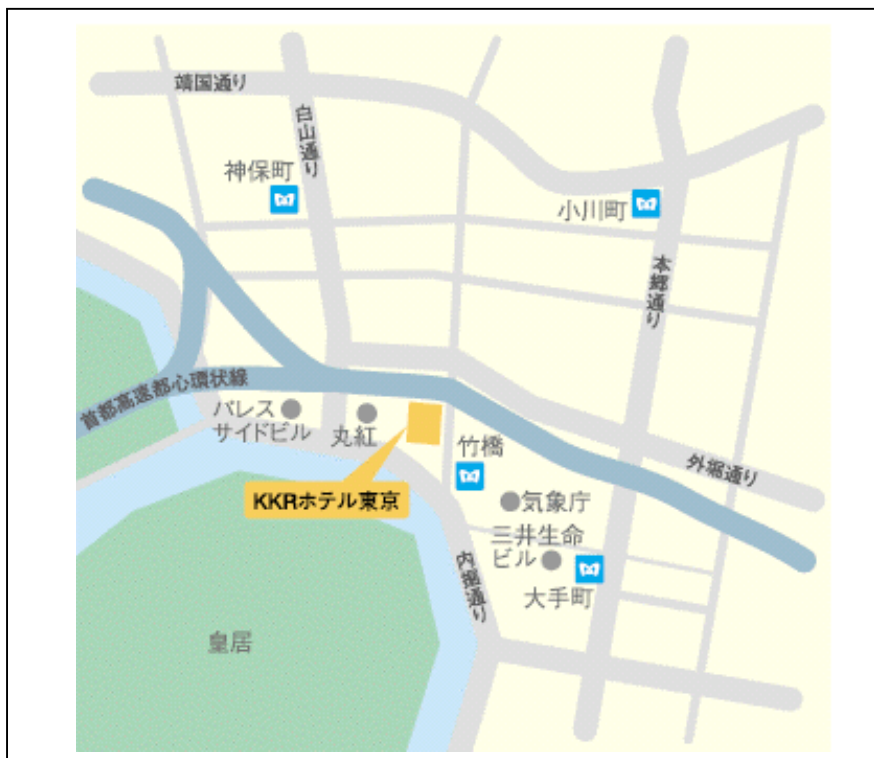 靖国通り
白山通り
神保町
小川町
本郷通り
首都高速都心環状線
パレス
サイドビル
丸紅
竹橋
外堀通り
KKRホテル東京
気象庁
三井生命
ビル
大手町
内堀通り
皇居